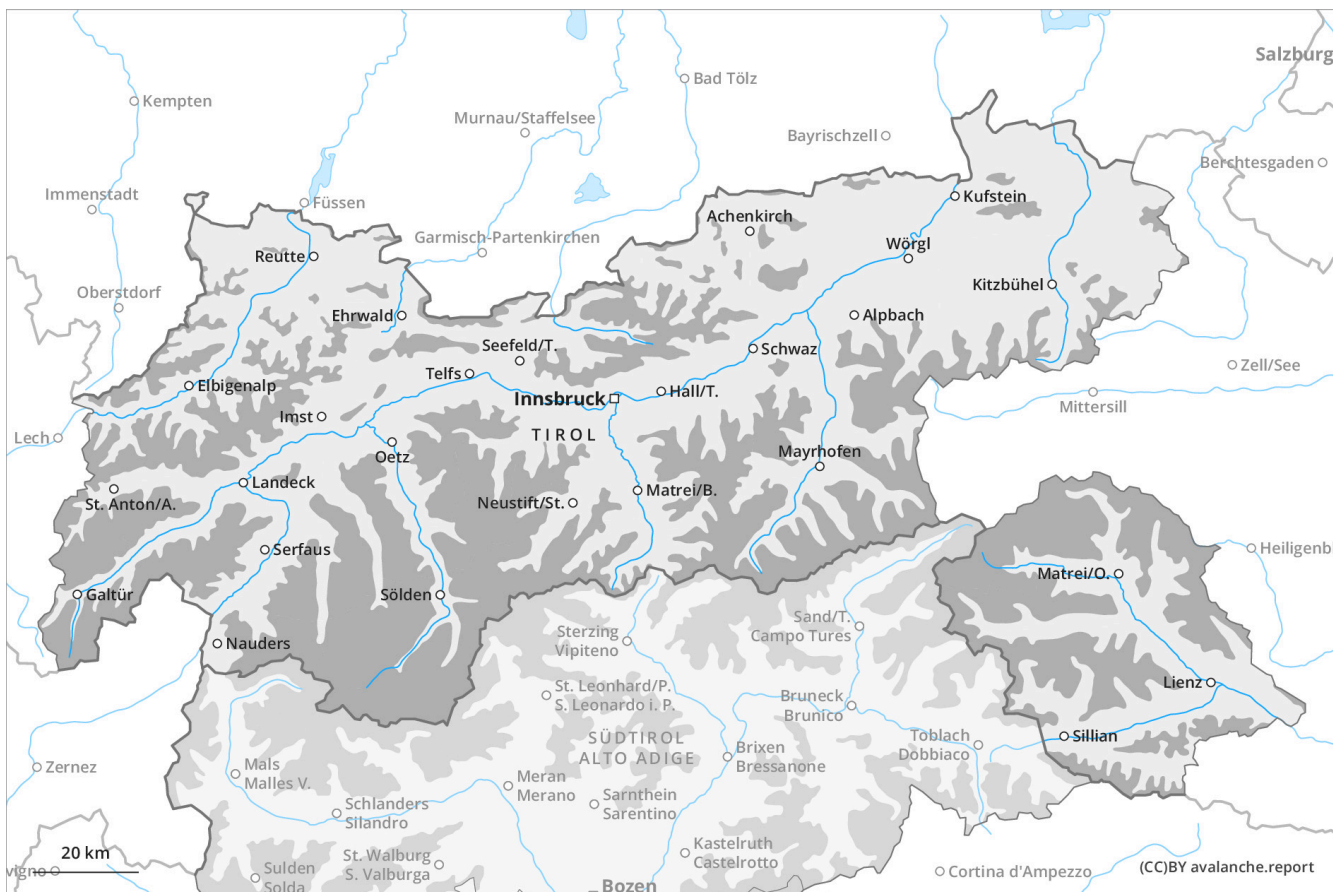 Salzburg
Bad Tölz
Kempten
Murnau/Staffelsee
Bayrischzell
Berchtesgaden
Immenstadt
Füssen
Kufstein
Achenkirch
Garmisch-Partenkirchen
Wörgl
Reutte
Kitzbühel
Oberstdorf
Ehrwald
Alpbach
Seefeld/T.
Schwaz
Zell/See
Telfs
Elbigenalp
Innsbruck
Hall/T.
Mittersill
Imst
Lech
TIROL
Oetz
Mayrhofen
Landeck
Matrei/B.
St. Anton/A.
Neustift/St.
Serfaus
Heiligenb
Matrei/O.
Galtür
Sölden
Sand/T.
Campo Tures
Sterzing
Vipiteno
Nauders
Lienz
St. Leonhard/P.
S. Leonardo i. P.
Bruneck
Brunico
SÜDTIROL
ALTO ADIGE
Toblach
Dobbiaco
Sillian
Brixen
Bressanone
Zernez
Mals
Malles V.
Meran
Merano
Schlanders
Silandro
Sarnthein
Sarentino
Kastelruth
Castelrotto
20 km
St. Walburg
S. Valburga
vigno
Sulden
Solda
Bozen
Cortina d'Ampezzo
(CC)BY avalanche.report